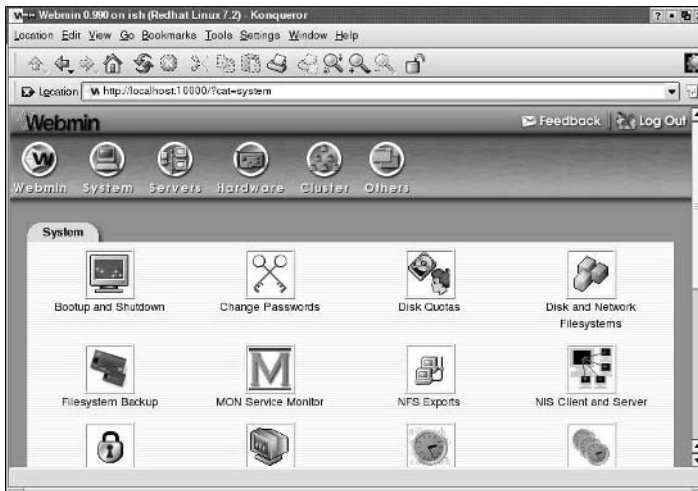 Webmin 0.990 on ish (Redhat Linux 7.2) - Konqueror
Location Edit View Go Bookmarks Tools Settings Window Help
Location http://localhost:10000/?cat=system
Webmin Feedback Log Out
Webmin System Servers Hardware Cluster Others
System
Bootup and Shutdown Change Passwords Disk Quotas Disk and Network Filesystems
Filesystem Backup MON Service Monitor NFS Exports NIS Client and Server